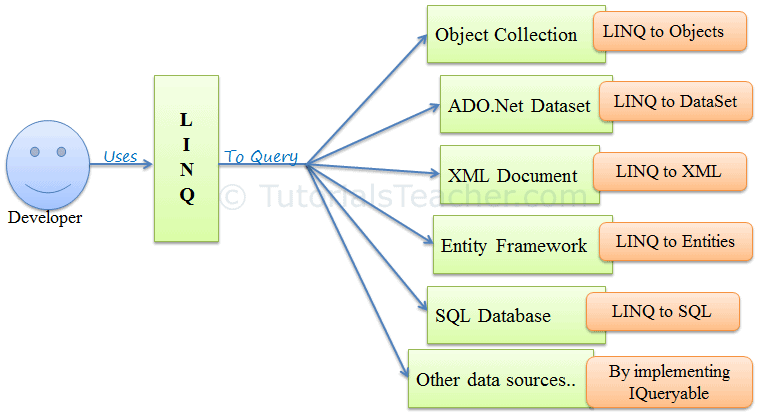 Developer
Uses
L
I
N
Q
To Query
Object Collection
LINQ to Objects
ADO.Net Dataset
LINQ to DataSet
XML Document
LINQ to XML
© TutorialsTeacher.com
Entity Framework
LINQ to Entities
SQL Database
LINQ to SQL
Other data sources..
By implementing
IQueryable